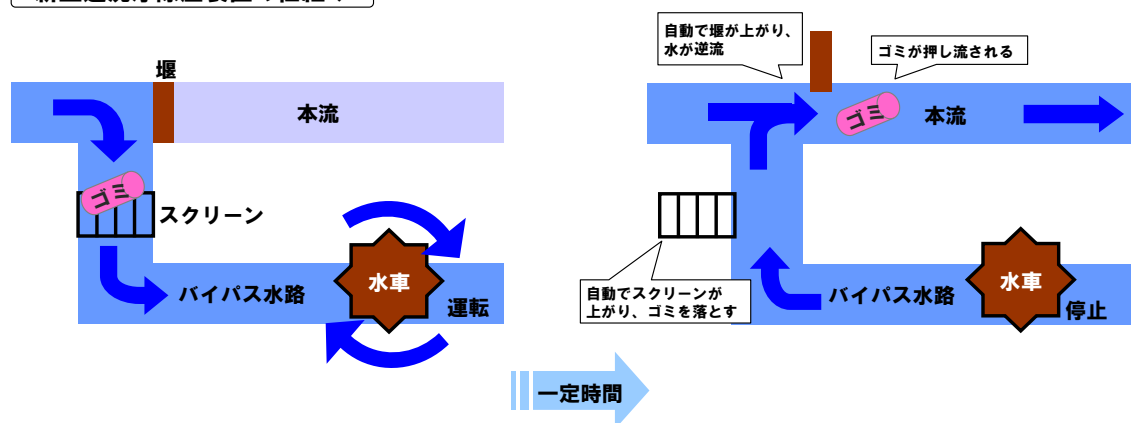 堰
本流
ゴミ
スクリーン
バイパス水路
水車
運転
一定時間
自動で堰が上がり、
水が逆流
ゴミが押し流される
ゴミ
本流
自動でスクリーンが
上がり、ゴミを落とす
バイパス水路
水車
停止